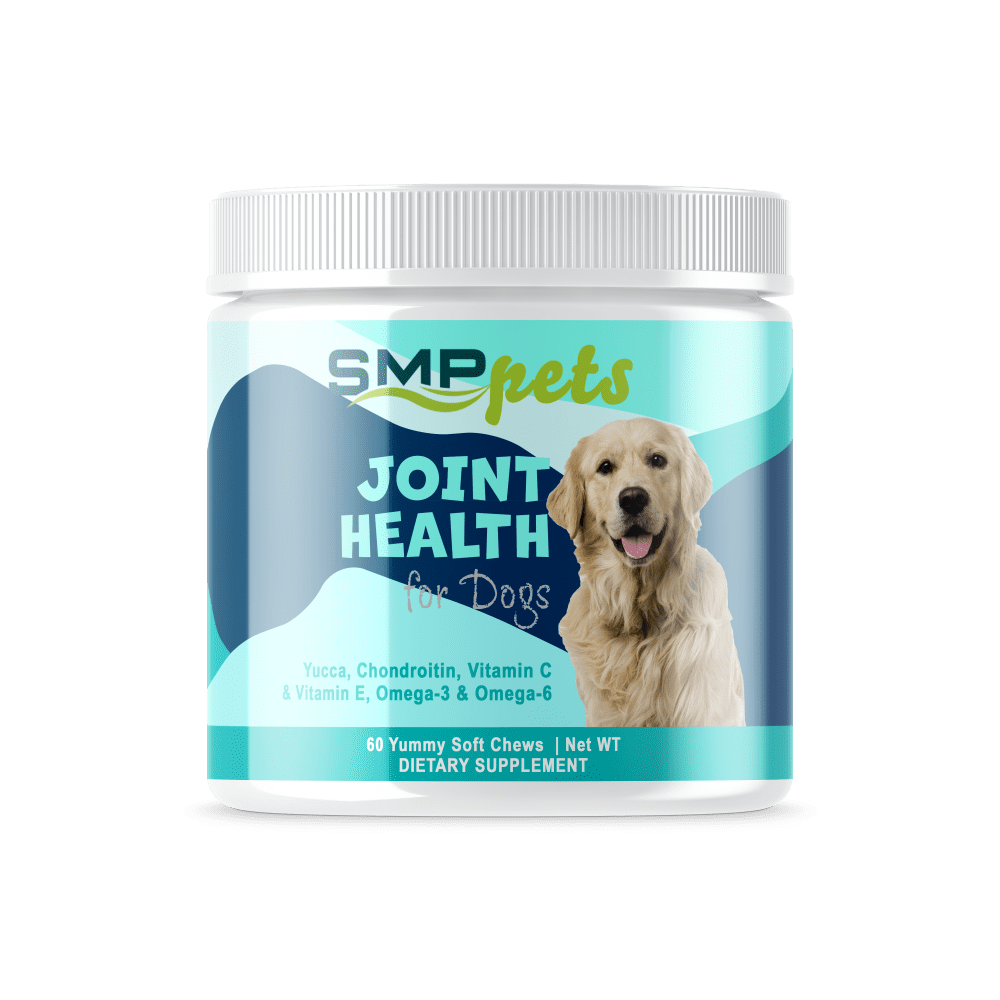 SMPpets
JOINT
HEALTH
for Dogs
Yucca, Chondroitin, Vitamin C
& Vitamin E, Omega-3 & Omega-6
60 Yummy Soft Chews | Net WT
DIETARY SUPPLEMENT